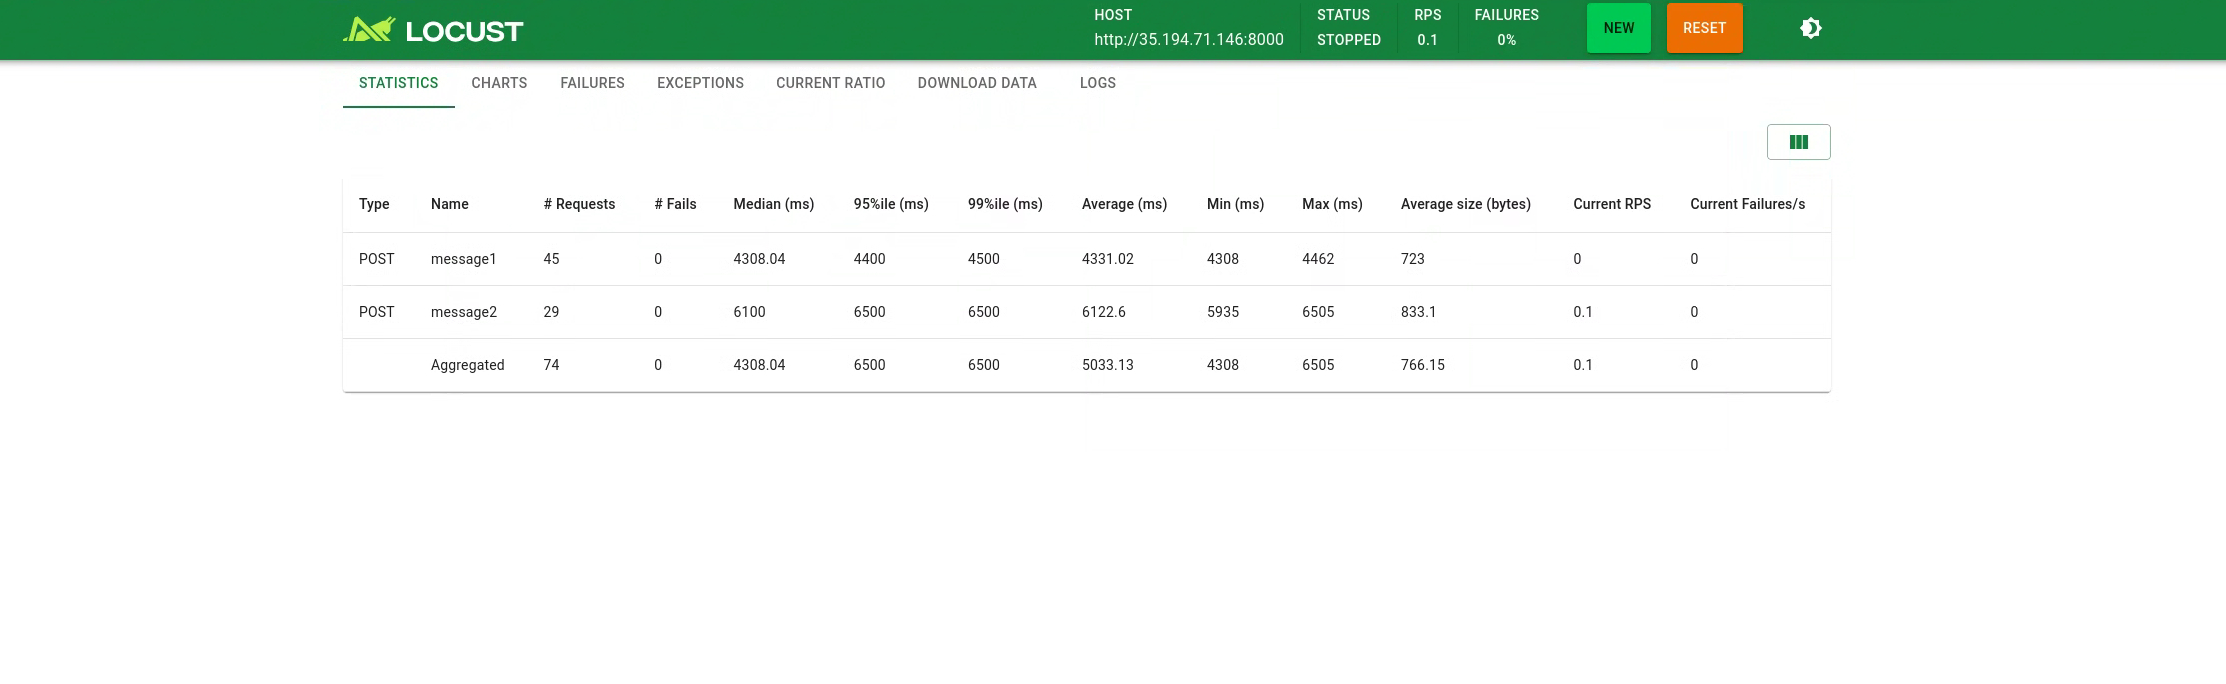 LOCUST
HOST
http://35.194.71.146:8000
STATUS
STOPPED
RPS
0.1
FAILURES
0%
NEW
RESET
STATISTICS CHARTS FAILURES EXCEPTIONS CURRENT RATIO DOWNLOAD DATA LOGS
Type Name # Requests # Fails Median (ms) 95%ile (ms) 99%ile (ms) Average (ms) Min (ms) Max (ms) Average size (bytes) Current RPS Current Failures/s
POST message1 45 0 4308.04 4400 4500 4331.02 4308 4462 723 0 0
POST message2 29 0 6100 6500 6500 6122.6 5935 6505 833.1 0.1 0
Aggregated 74 0 4308.04 6500 6500 5033.13 4308 6505 766.15 0.1 0